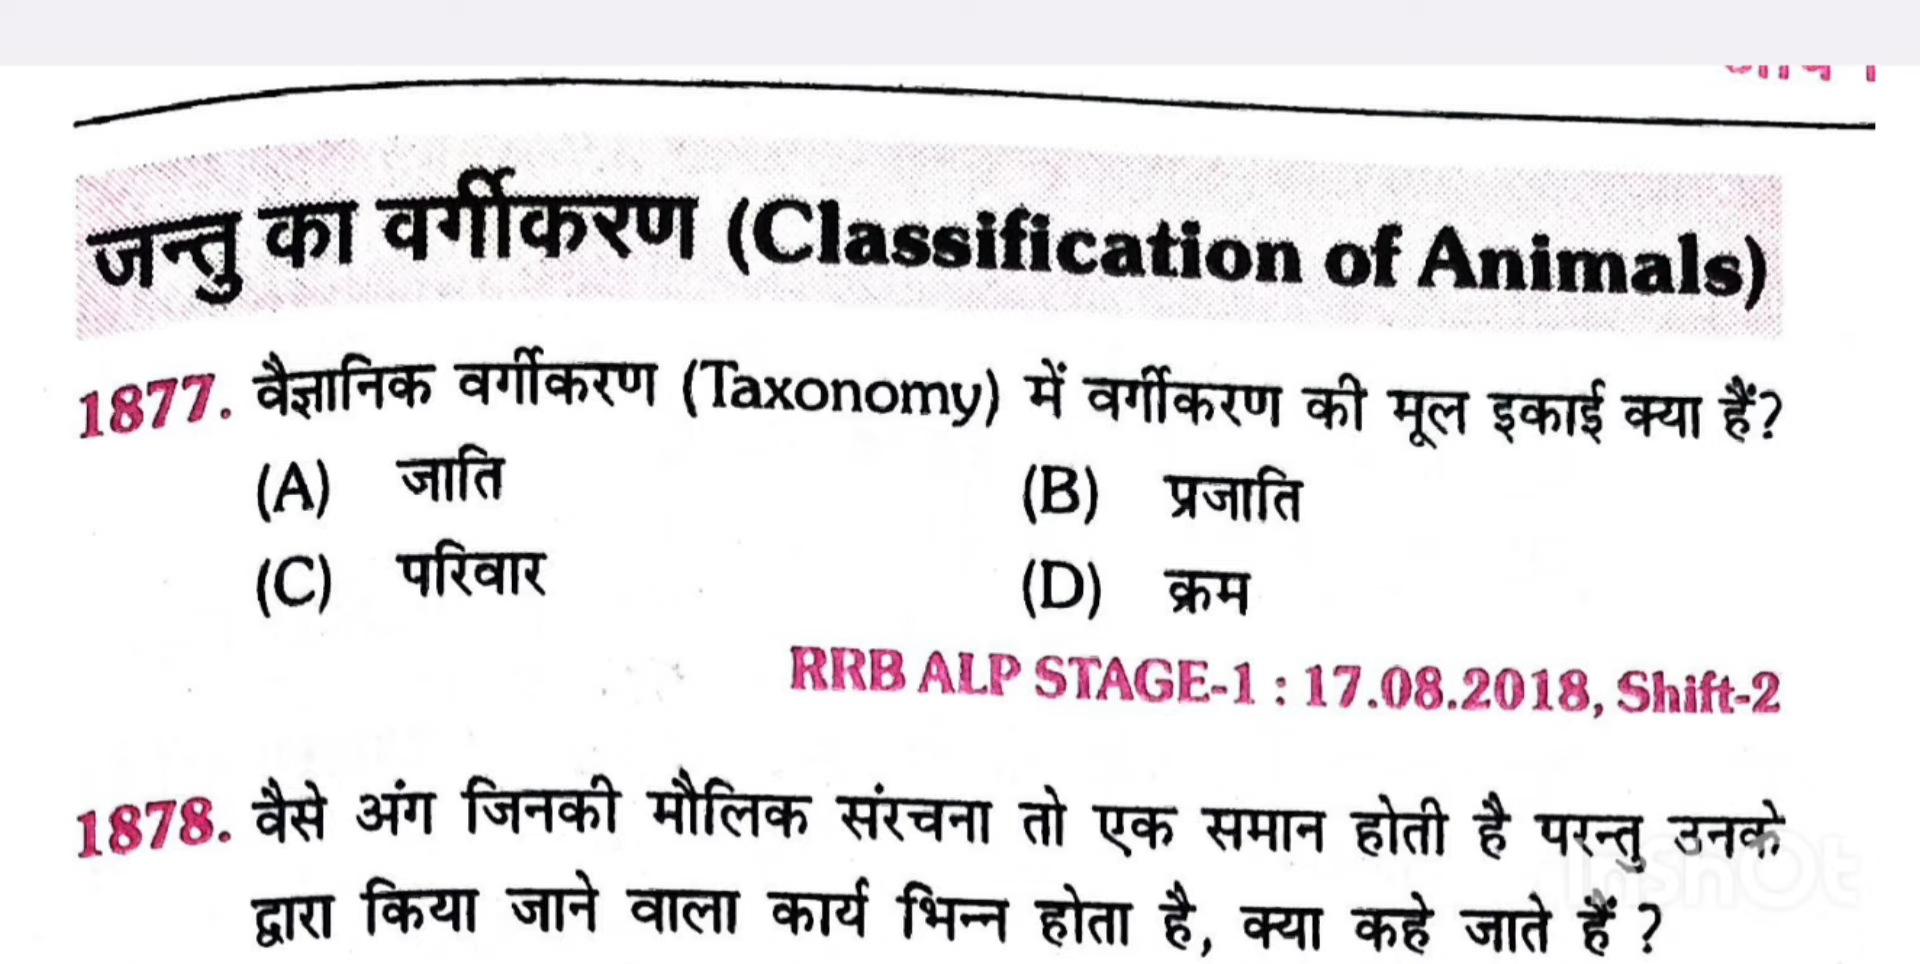 जन्तु का वर्गीकरण (Classification of Animals)
1877. वैज्ञानिक वर्गीकरण (Taxonomy) में वर्गीकरण की मूल इकाई क्या हैं?
(A) जाति (B) प्रजाति
(C) परिवार (D) क्रम
RRB ALP STAGE-1 : 17.08.2018, Shift-2
1878. वैसे अंग जिनकी मौलिक संरचना तो एक समान होती है परन्तु उनके
द्वारा किया जाने वाला कार्य भिन्न होता है, क्या कहे जाते हैं ?
InshOt